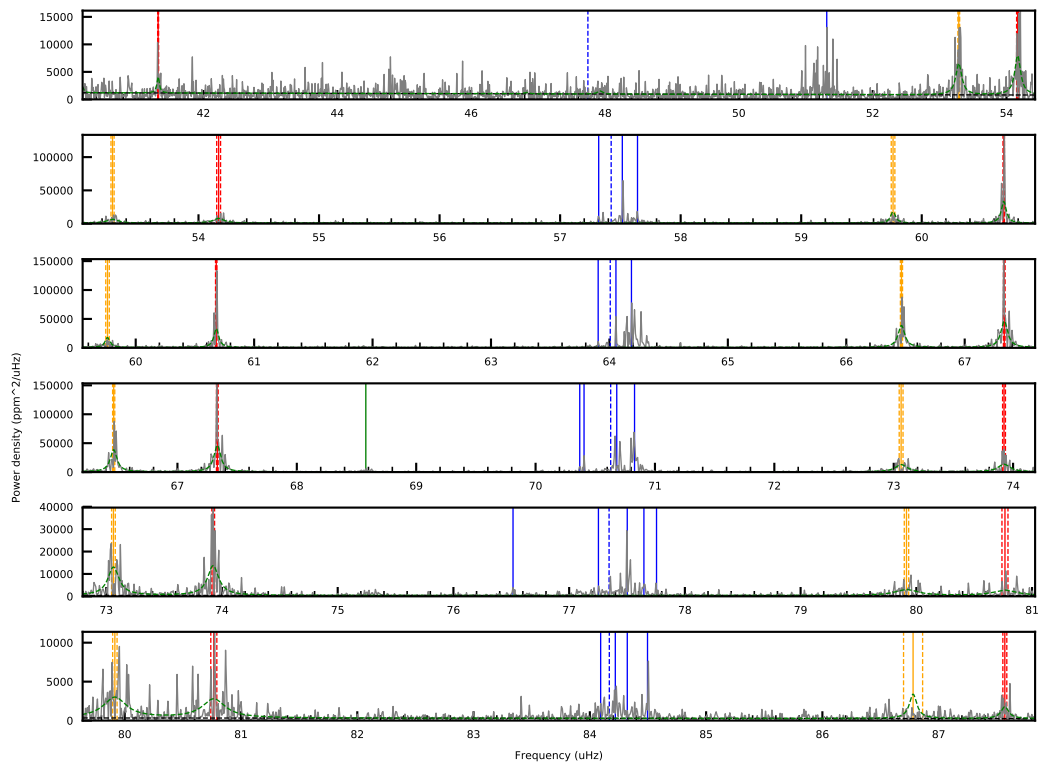 15000
10000
5000
0
42 44 46 48 50 52 54
100000
50000
0
54 55 56 57 58 59 60
150000
100000
50000
0
60 61 62 63 64 65 66 67
150000
100000
50000
0
67 68 69 70 71 72 73 74
40000
30000
20000
10000
0
73 74 75 76 77 78 79 80 81
10000
5000
0
80 81 82 83 84 85 86 87
Power density (ppm^2/uHz)
Frequency (uHz)